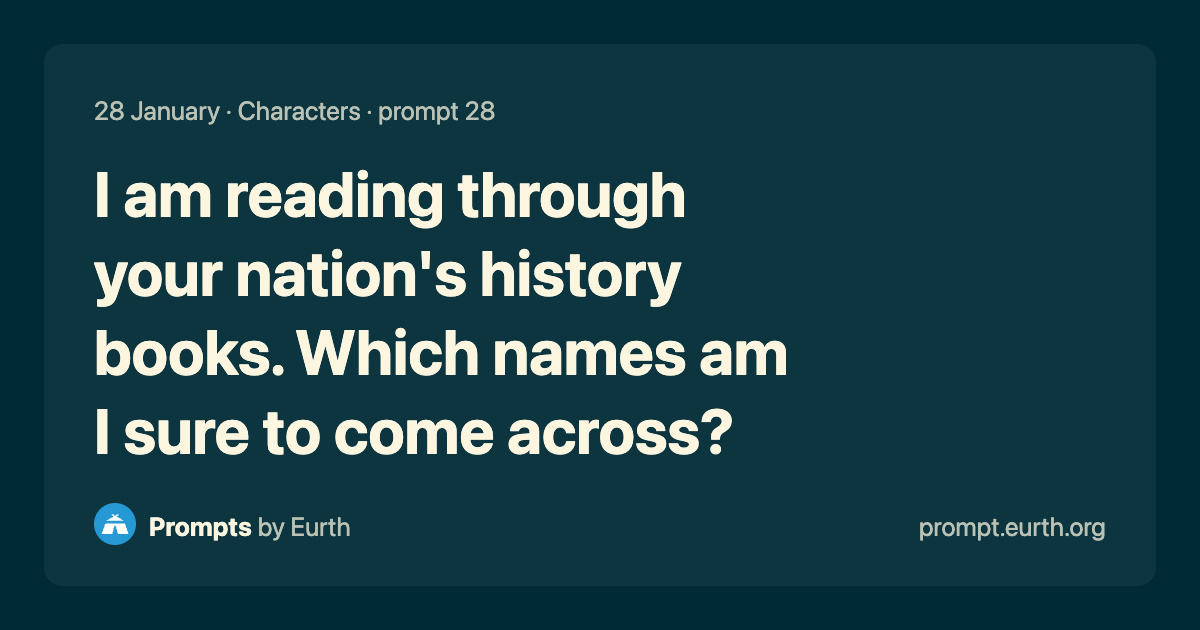 28 January · Characters · prompt 28
I am reading through
your nation's history
books. Which names am
I sure to come across?
Prompts by Eurth
prompt.eurth.org